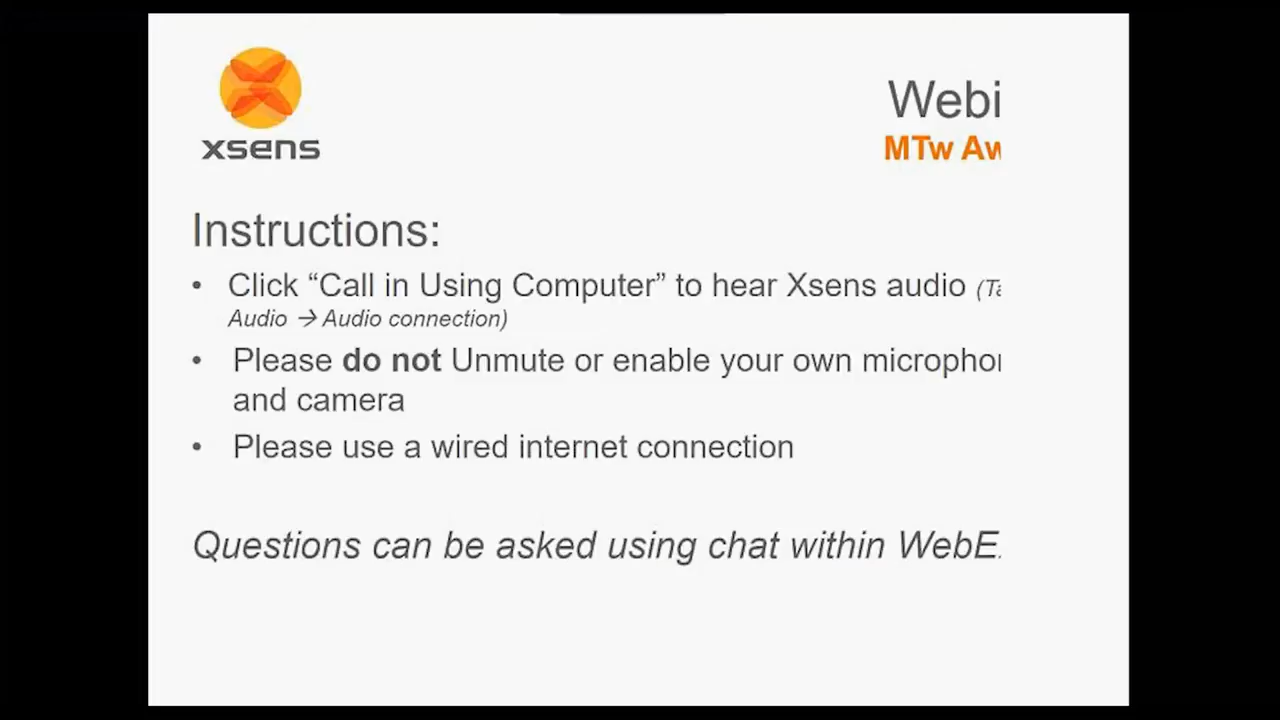 xsens
Webi
MTw Aw
Instructions:
• Click “Call in Using Computer” to hear Xsens audio (Ta
Audio → Audio connection)
• Please do not Unmute or enable your own microphon
and camera
• Please use a wired internet connection
Questions can be asked using chat within WebE